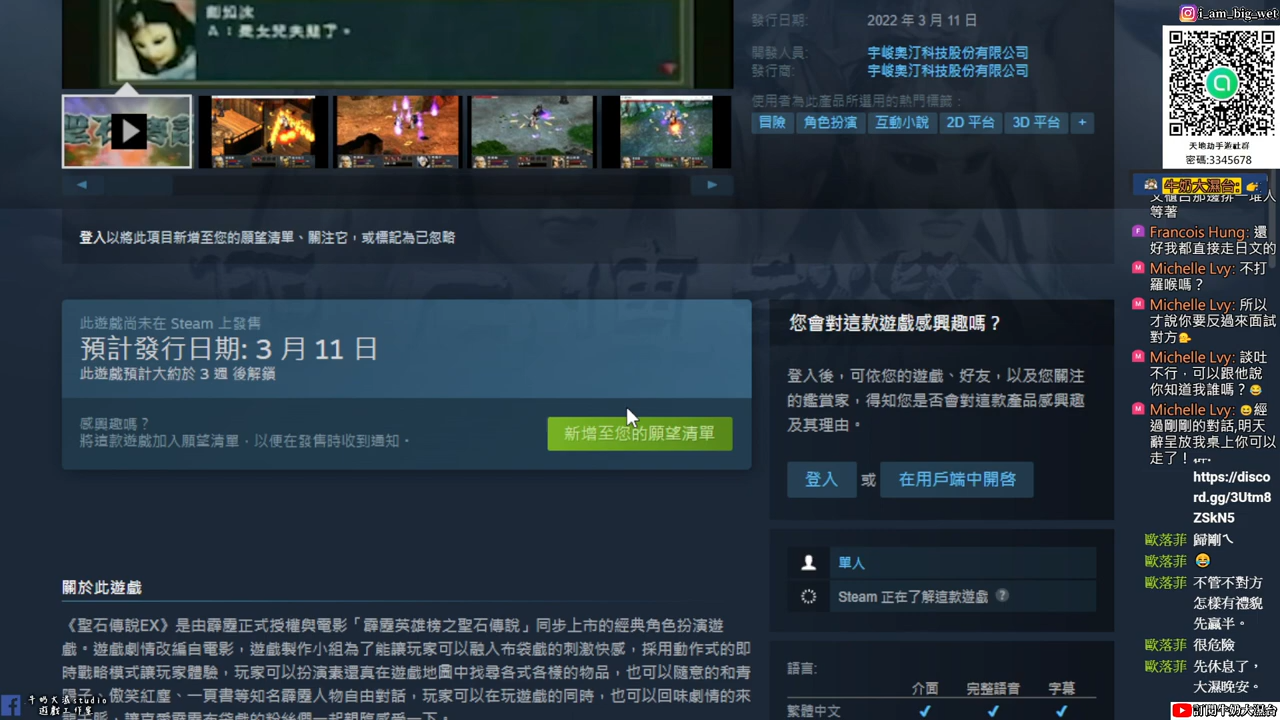 劍如冰
發行日期:
2022 年 3 月 11 日
開發人員:
宇峻奧汀科技股份有限公司
發行商:
宇峻奧汀科技股份有限公司
使用者為此產品所選用的熱門標籤:
冒險
角色扮演
互動小說
2D 平台
3D 平台
+
登入以將此項目新增至您的願望清單、關注它,或標記為已忽略
此遊戲尚未在 Steam 上發售
預計發行日期: 3 月 11 日
此遊戲預計大約於 3 週 後解鎖
感興趣嗎?
將這款遊戲加入願望清單,以便在發售時收到通知。
新增至您的願望清單
關於此遊戲
《聖石傳說EX》是由霹靂正式授權與電影「霹靂英雄榜之聖石傳說」同步上市的經典角色扮演遊
戲。遊戲劇情改編自電影,遊戲製作小組為了能讓玩家可以融入布袋戲的刺激快感,採用動作式的即
時戰略模式讓玩家體驗,玩家可以扮演素還真在遊戲地圖中找尋各式各樣的物品,也可以隨意的和青
傲笑紅塵、一頁書等知名霹靂人物自由對話,玩家可以在玩遊戲的同時,也可以回味劇情的來
您會對這款遊戲感興趣嗎?
登入後,可依您的遊戲、好友,以及您關注
的鑑賞家,得知您是否會對這款產品感興趣
及其理由。
登入
或
在用戶端中開啓
單人
Steam 正在了解這款遊戲 ?
語言:
介面
完整語音
字幕
繁體中文
✔ ✔ ✔
i_am_big_wet
天地劫手遊社群
密碼:3345678
牛奶大濕台:
等著
Francois Hung: 還
好我都直接走日文的
Michelle Lvy: 不打
羅喉嗎?
Michelle Lvy: 所以
才說你要反過來面試
對方
Michelle Lvy: 談吐
不行,可以跟他說
你知道我誰嗎?😂
Michelle Lvy: 😄經
過剛剛的對話,明天
辭呈放我桌上你可以
走了!
https://disco
rd.gg/3Utm8
ZSkN5
歐落菲 歸剛ㄟ
歐落菲 😂
歐落菲 不管不對方
怎樣有禮貌
先贏半。
歐落菲 很危險
歐落菲 先休息了,
大濕晚安。
牛奶大濕studio
遊戲工作室
訂閱牛奶大濕台